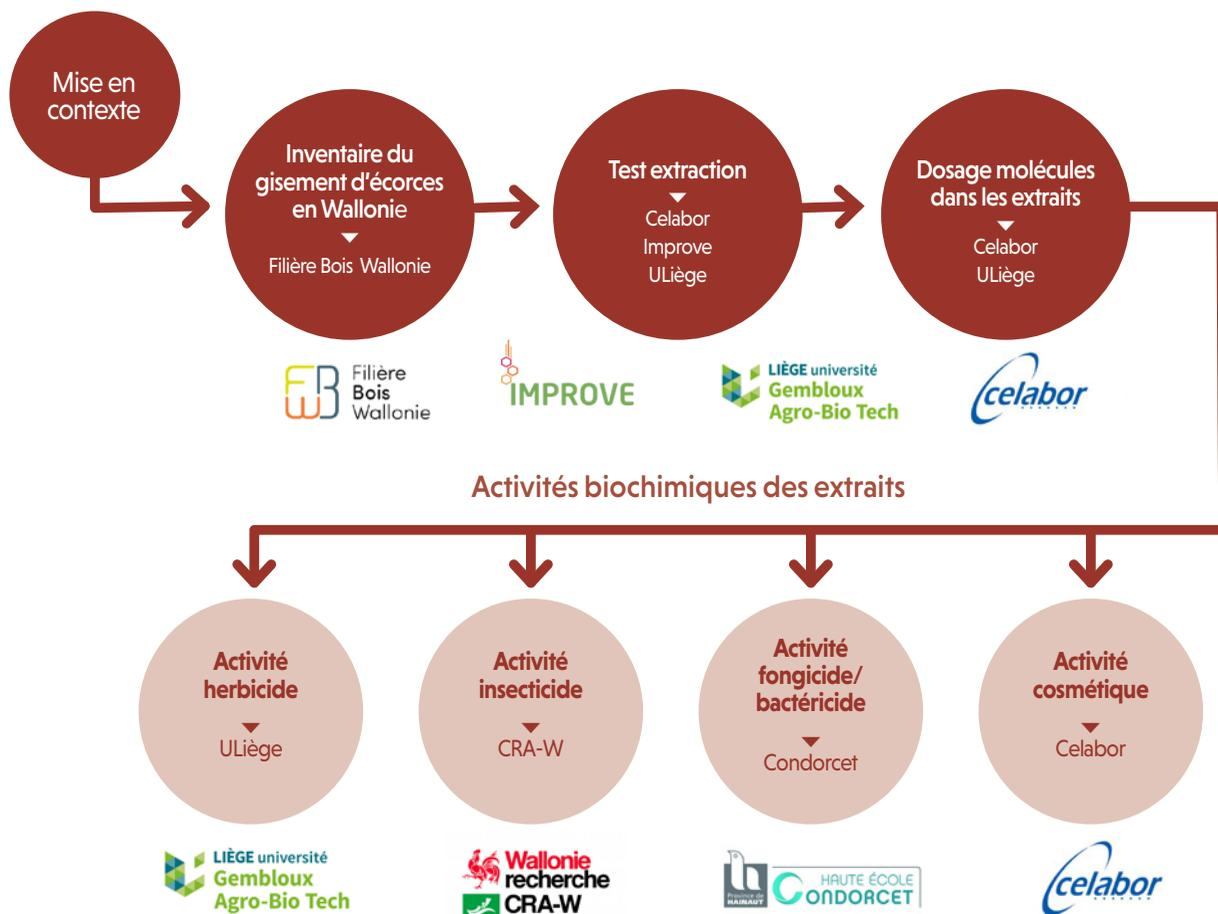 Mise en
contexte
Inventaire du
gisement d'écorces
en Wallonie
Filière Bois Wallonie
Test extraction
Celabor
Improve
ULiège
Dosage molécules
dans les extraits
Celabor
ULiège
Filière
Bois
Wallonie
IMPROVE
LIÈGE université
Gembloux
Agro-Bio Tech
celabor
Activités biochimiques des extraits
Activité
herbicide
ULiège
Activité
insecticide
CRA-W
Activité
fongicide/
bactéricide
Condorcet
Activité
cosmétique
Celabor
LIÈGE université
Gembloux
Agro-Bio Tech
Wallonie
recherche
CRA-W
Province de
HAINAUT
HAUTE ÉCOLE
CONDORCET
celabor